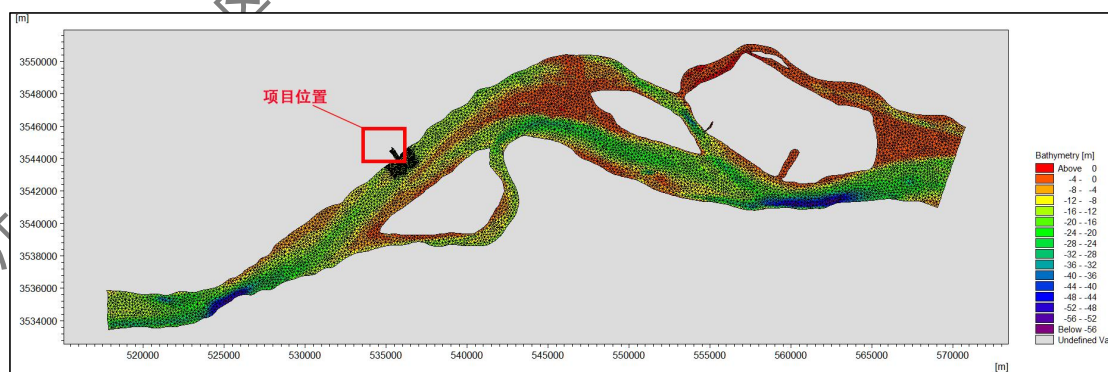 [m]
3550000
3548000
3546000
3544000
3542000
3540000
3538000
3536000
3534000
项目位置
520000
525000
530000
535000
540000
545000
550000
555000
560000
565000
570000
[m]
Bathymetry [m]
Above 0
-4 - 0
-8 - -4
-12 - -8
-16 - -12
-20 - -16
-24 - -20
-28 - -24
-32 - -28
-36 - -32
-40 - -36
-44 - -40
-48 - -44
-52 - -48
-56 - -52
Below -56
Undefined Va